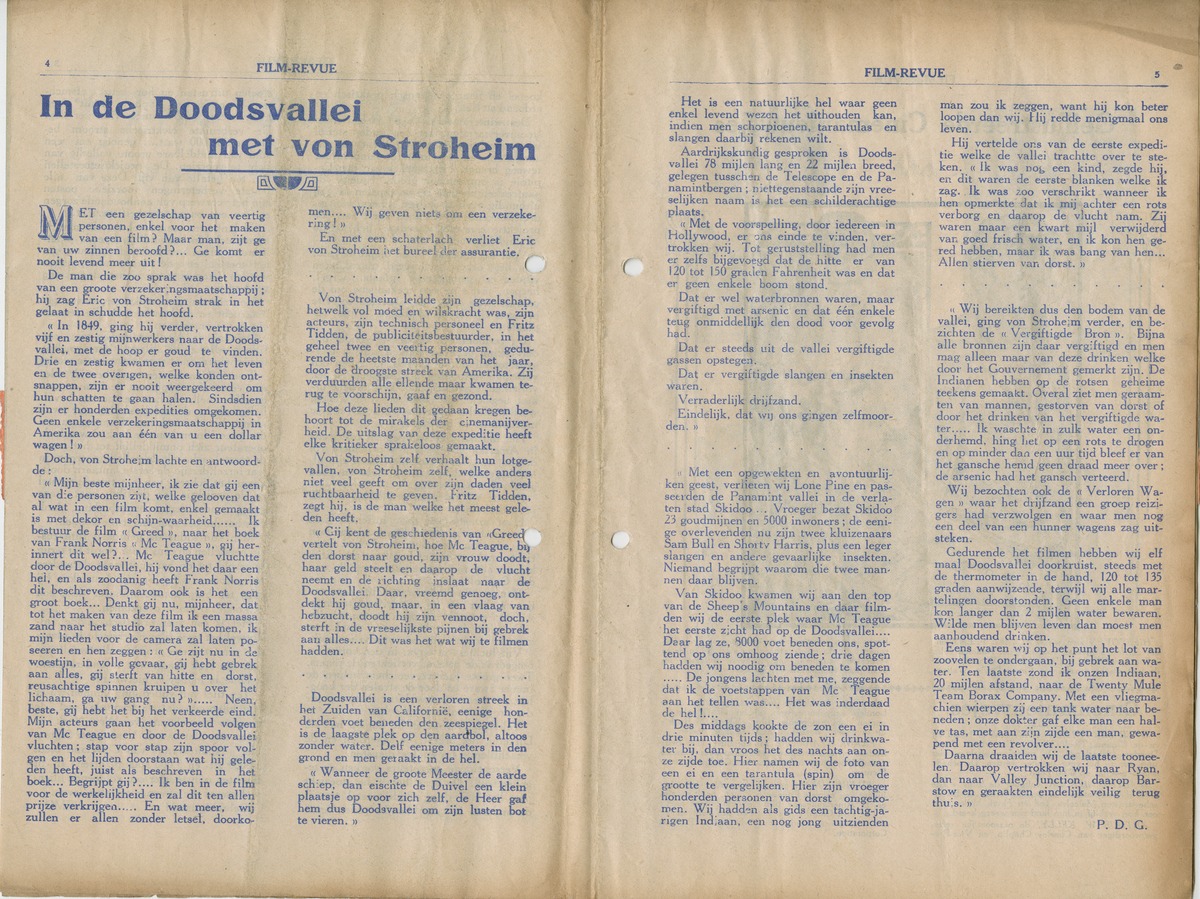 4
FILM-REVUE
In de Doodsvallei
met von Stroheim
MET een gezelschap van veertig
personen, enkel voor het maken
van een film? Maar man, zijt ge
van uw zinnen beroofd?... Ge komt er
nooit levend meer uit!
De man die zoo sprak was het hoofd
van een groote verzekeringsmaatschappij;
hij zag Eric von Stroheim strak in het
gelaat in schudde het hoofd.
« In 1849, ging hij verder, vertrokken
vijf en zestig mijnwerkers naar de Doods-
vallei, met de hoop er goud te vinden.
Drie en zestig kwamen er om het leven
en de twee overigen, welke konden ont-
snappen, zijn er nooit weergekeerd om
hun schatten te gaan halen. Sindsdien
zijn er honderden expedities omgekomen.
Geen enkele verzekeringsmaatschappij in
Amerika zou aan één van u een dollar
wagen! »
Doch, von Stroheim lachte en antwoord-
de:
« Mijn beste mijnheer, ik zie dat gij een
van die personen zijt, welke gelooven dat
al wat in een film komt, enkel gemaakt
is met dekor en schijn-waarheid...... Ik
bestuur de film « Greed », naar het boek
van Frank Norris « Mc Teague », gij her-
innert dit wel?... Mc Teague vluchtte
door de Doodsvallei, hij vond het daar een
hel, en als zoodanig heeft Frank Norris
dit beschreven. Daarom ook is het een
groot boek... Denkt gij nu, mijnheer, dat
tot het maken van deze film ik een massa
zand naar het studio zal laten komen, ik
mijn lieden voor de camera zal laten po-
seeren en hen zeggen: « Ge zijt nu in de
woestijn, in volle gevaar, gij hebt gebrek
aan alles, gij sterft van hitte en dorst,
reusachtige spinnen kruipen u over het
lichaam, ga uw gang nu? »..... Neen,
beste, gij hebt het bij het verkeerde eind.
Mijn acteurs gaan het voorbeeld volgen
van Mc Teague en door de Doodsvallei
vluchten; stap voor stap zijn spoor vol-
gen en het lijden doorstaan wat hij gele-
den heeft, juist als beschreven in het
boek... Begrijpt gij?.... Ik ben in de film
voor de werkelijkheid en zal dit ten allen
prijze verkrijgen..... En wat meer, wij
zullen er allen zonder letsel, doorko-
men.... Wij geven niets om een verzeke-
ring! »
En met een schaterlach verliet Eric
von Stroheim het bureel der assurantie.
. . . . . . . . . . . . . . .
Von Stroheim leidde zijn gezelschap,
hetwelk vol moed en wilskracht was, zijn
acteurs, zijn technisch personeel en Fritz
Tidden, de publiciteitsbestuurder, in het
geheel twee en veertig personen, gedu-
rende de heetste maanden van het jaar,
door de droogste streek van Amerika. Zij
verduurden alle ellende maar kwamen te-
rug te voorschijn, gaaf en gezond.
Hoe deze lieden dit gedaan kregen be-
hoort tot de mirakels der cinemanijver-
heid. De uitslag van deze expeditie heeft
elke kritieker sprakeloos gemaakt.
Von Stroheim zelf verhaalt hun lotge-
vallen, von Stroheim zelf, welke anders
niet veel geeft om over zijn daden veel
ruchtbaarheid te geven. Fritz Tidden,
zegt hij, is de man welke het meest gele-
den heeft.
« Gij kent de geschiedenis van «Greed
vertelt von Stroheim, hoe Mc Teague, bij
den dorst naar goud, zijn vrouw doodt,
haar geld steelt en daarop de vlucht
neemt en de richting inslaat naar de
Doodsvallei. Daar, vreemd genoeg, ont-
dekt hij goud, maar, in een vlaag van
hebzucht, doodt hij zijn vennoot, doch,
sterft in de vreeselijkste pijnen bij gebrek
aan alles.... Dit was het wat wij te filmen
hadden.
. . . . . . . . . . . . . . .
Doodsvallei is een verloren streek in
het Zuiden van Californië, eenige hon-
derden voet beneden den zeespiegel. Het
is de laagste plek op den aardbol, altoos
zonder water. Delf eenige meters in den
grond en men geraakt in de hel.
« Wanneer de groote Meester de aarde
schiep, dan eischte de Duivel een klein
plaatsje op voor zich zelf, de Heer gaf
hem dus Doodsvallei om zijn lusten bot
te vieren. »
FILM-REVUE
5
Het is een natuurlijke hel waar geen
enkel levend wezen het uithouden kan,
indien men schorpioenen, tarantulas en
slangen daarbij rekenen wilt.
Aardrijkskundig gesproken is Doods-
vallei 78 mijlen lang en 22 mijlen breed,
gelegen tusschen de Telescope en de Pa-
namintbergen; niettegenstaande zijn vree-
selijken naam is het een schilderachtige
plaats.
« Met de voorspelling, door iedereen in
Hollywood, er ons einde te vinden, ver-
trokken wij. Tot geruststelling had men
er zelfs bijgevoegd dat de hitte er van
120 tot 150 graden Fahrenheit was en dat
er geen enkele boom stond.
Dat er wel waterbronnen waren, maar
vergiftigd met arsenic en dat één enkele
teug onmiddellijk den dood voor gevolg
had.
Dat er steeds uit de vallei vergiftigde
gassen opstegen.
Dat er vergiftigde slangen en insekten
waren.
Verraderlijk drijfzand.
Eindelijk, dat wij ons gingen zelfmoor-
den. »
. . . . . . . . . . . . . . .
« Met een opgewekten en avontuurlij-
ken geest, verlieten wij Lone Pine en pas-
seerden de Panamint vallei in de verla-
ten stad Skidoo... Vroeger bezat Skidoo
23 goudmijnen en 5000 inwoners; de eeni-
ge overlevenden nu zijn twee kluizenaars
Sam Bull en Shorty Harris, plus een leger
slangen en andere gevaarlijke insekten.
Niemand begrijpt waarom die twee man-
nen daar blijven.
Van Skidoo kwamen wij aan den top
van de Sheep's Mountains en daar film-
den wij de eerste plek waar Mc Teague
het eerste zicht had op de Doodsvallei....
Daar lag ze, 8000 voet beneden ons, spot-
tend op ons omhoog ziende; drie dagen
hadden wij noodig om beneden te komen
..... De jongens lachten met me, zeggende
dat ik de voetstappen van Mc Teague
aan het tellen was.... Het was inderdaad
de hel!....
Des middags kookte de zon een ei in
drie minuten tijds; hadden wij drinkwa-
ter bij, dan vroos het des nachts aan on-
ze zijde toe. Hier namen wij de foto van
een ei en een tarantula (spin) om de
grootte te vergelijken. Hier zijn vroeger
honderden personen van dorst omgeko-
men. Wij hadden als gids een tachtig-ja-
rigen Indiaan, een nog jong uitzienden
man zou ik zeggen, want hij kon beter
loopen dan wij. Hij redde menigmaal ons
leven.
Hij vertelde ons van de eerste expedi-
tie welke de vallei trachtte over te ste-
ken. « Ik was nog een kind, zegde hij,
en dit waren de eerste blanken welke ik
zag. Ik was zoo verschrikt wanneer ik
hen opmerkte dat ik mij achter een rots
verborg en daarop de vlucht nam. Zij
waren maar een kwart mijl verwijderd
van goed frisch water, en ik kon hen ge-
red hebben, maar ik was bang van hen...
Allen stierven van dorst. »
. . . . . . . . . . . . . . .
« Wij bereikten dus den bodem van de
vallei, ging von Stroheim verder, en be-
zichten de « Vergiftigde Bron ». Bijna
alle bronnen zijn daar vergiftigd en men
mag alleen maar van deze drinken welke
door het Gouvernement gemerkt zijn. De
Indianen hebben op de rotsen geheime
teekens gemaakt. Overal ziet men geraam-
ten van mannen, gestorven van dorst of
door het drinken van het vergiftigde wa-
ter..... Ik waschte in zulk water een on-
derhemd, hing het op een rots te drogen
en op minder dan een uur tijd bleef er van
het gansche hemd geen draad meer over;
de arsenic had het gansch verteerd.
Wij bezochten ook de « Verloren Wa-
gen » waar het drijfzand een groep reizi-
gers had verzwolgen en waar men nog
een deel van een hunner wagens zag uit-
steken.
Gedurende het filmen hebben wij elf
maal Doodsvallei doorkruist, steeds met
de thermometer in de hand, 120 tot 135
graden aanwijzende, terwijl wij alle mar-
telingen doorstonden. Geen enkele man
kon langer dan 2 mijlen water bewaren.
Wilde men blijven leven dan moest men
aanhoudend drinken.
Eens waren wij op het punt het lot van
zoovelen te ondergaan, bij gebrek aan wa-
ter. Ten laatste zond ik onzen Indiaan,
20 mijlen afstand, naar de Twenty Mule
Team Borax Company. Met een vliegma-
chien wierpen zij een tank water naar be-
neden; onze dokter gaf elke man een hal-
ve tas, met aan zijn zijde een man, gewa-
pend met een revolver....
Daarna draaiden wij de laatste toonee-
len. Daarop vertrokken wij naar Ryan,
dan naar Valley Junction, daarop Bar-
stow en geraakten eindelijk veilig terug
thuis. »
P. D. G.